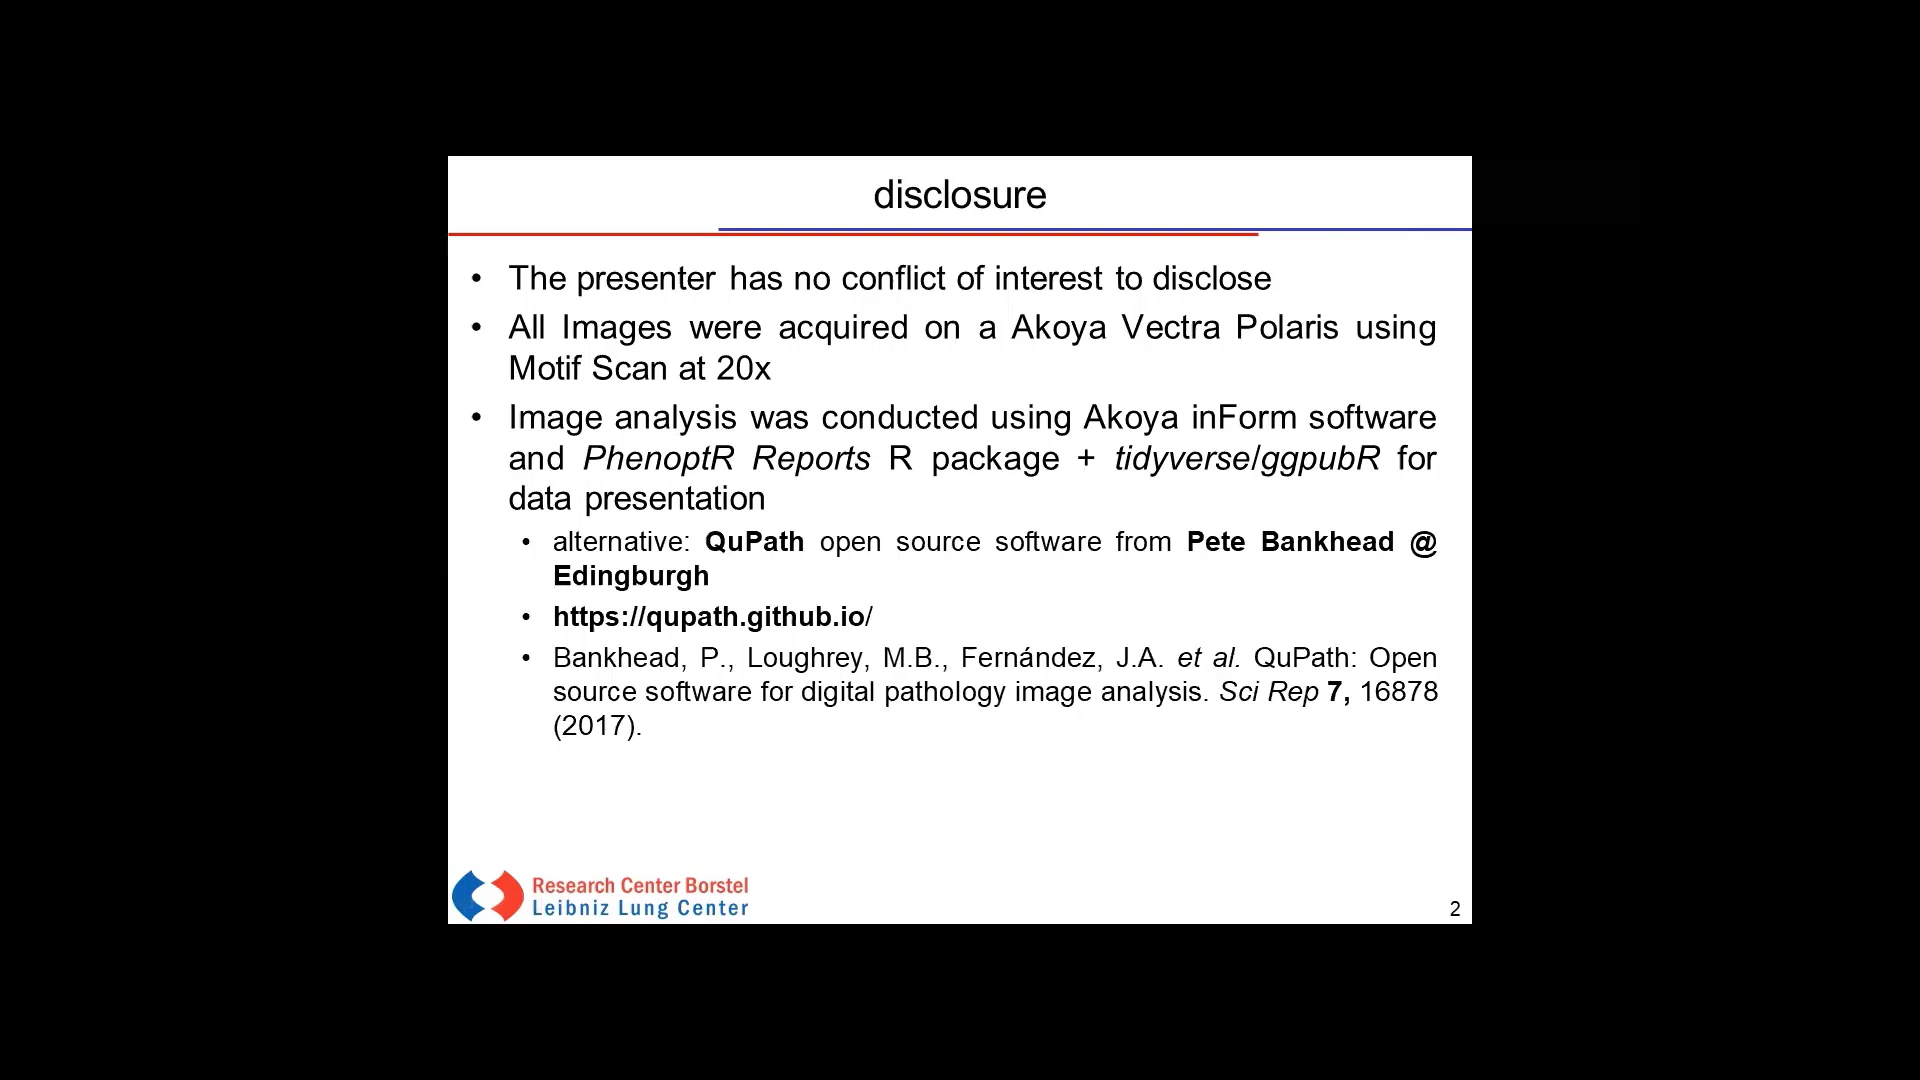 disclosure
• The presenter has no conflict of interest to disclose
• All Images were acquired on a Akoya Vectra Polaris using
Motif Scan at 20x
• Image analysis was conducted using Akoya inForm software
and PhenoptR Reports R package + tidyverse/ggpubR for
data presentation
• alternative: QuPath open source software from Pete Bankhead @
Edingburgh
• https://qupath.github.io/
• Bankhead, P., Loughrey, M.B., Fernández, J.A. et al. QuPath: Open
source software for digital pathology image analysis. Sci Rep 7, 16878
(2017).
Research Center Borstel
Leibniz Lung Center
2